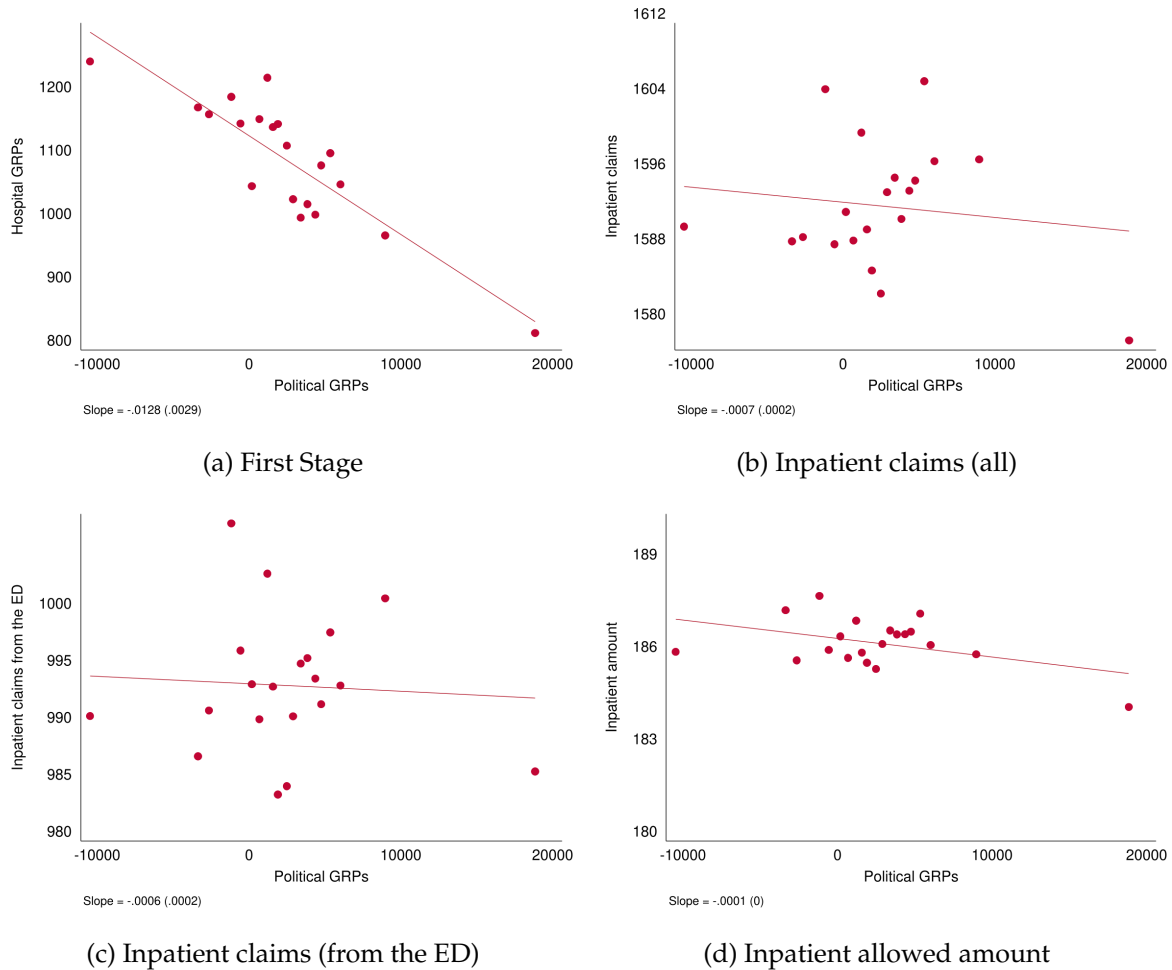 Hospital GRPs
1200
1100
1000
900
800
-10000 0 10000 20000
Political GRPs
Slope = -.0128 (.0029)
(a) First Stage
Inpatient claims
1612
1604
1596
1588
1580
-10000 0 10000 20000
Political GRPs
Slope = -.0007 (.0002)
(b) Inpatient claims (all)
Inpatient claims from the ED
1000
995
990
985
980
-10000 0 10000 20000
Political GRPs
Slope = -.0006 (.0002)
(c) Inpatient claims (from the ED)
Inpatient amount
189
186
183
180
-10000 0 10000 20000
Political GRPs
Slope = -.0001 (0)
(d) Inpatient allowed amount